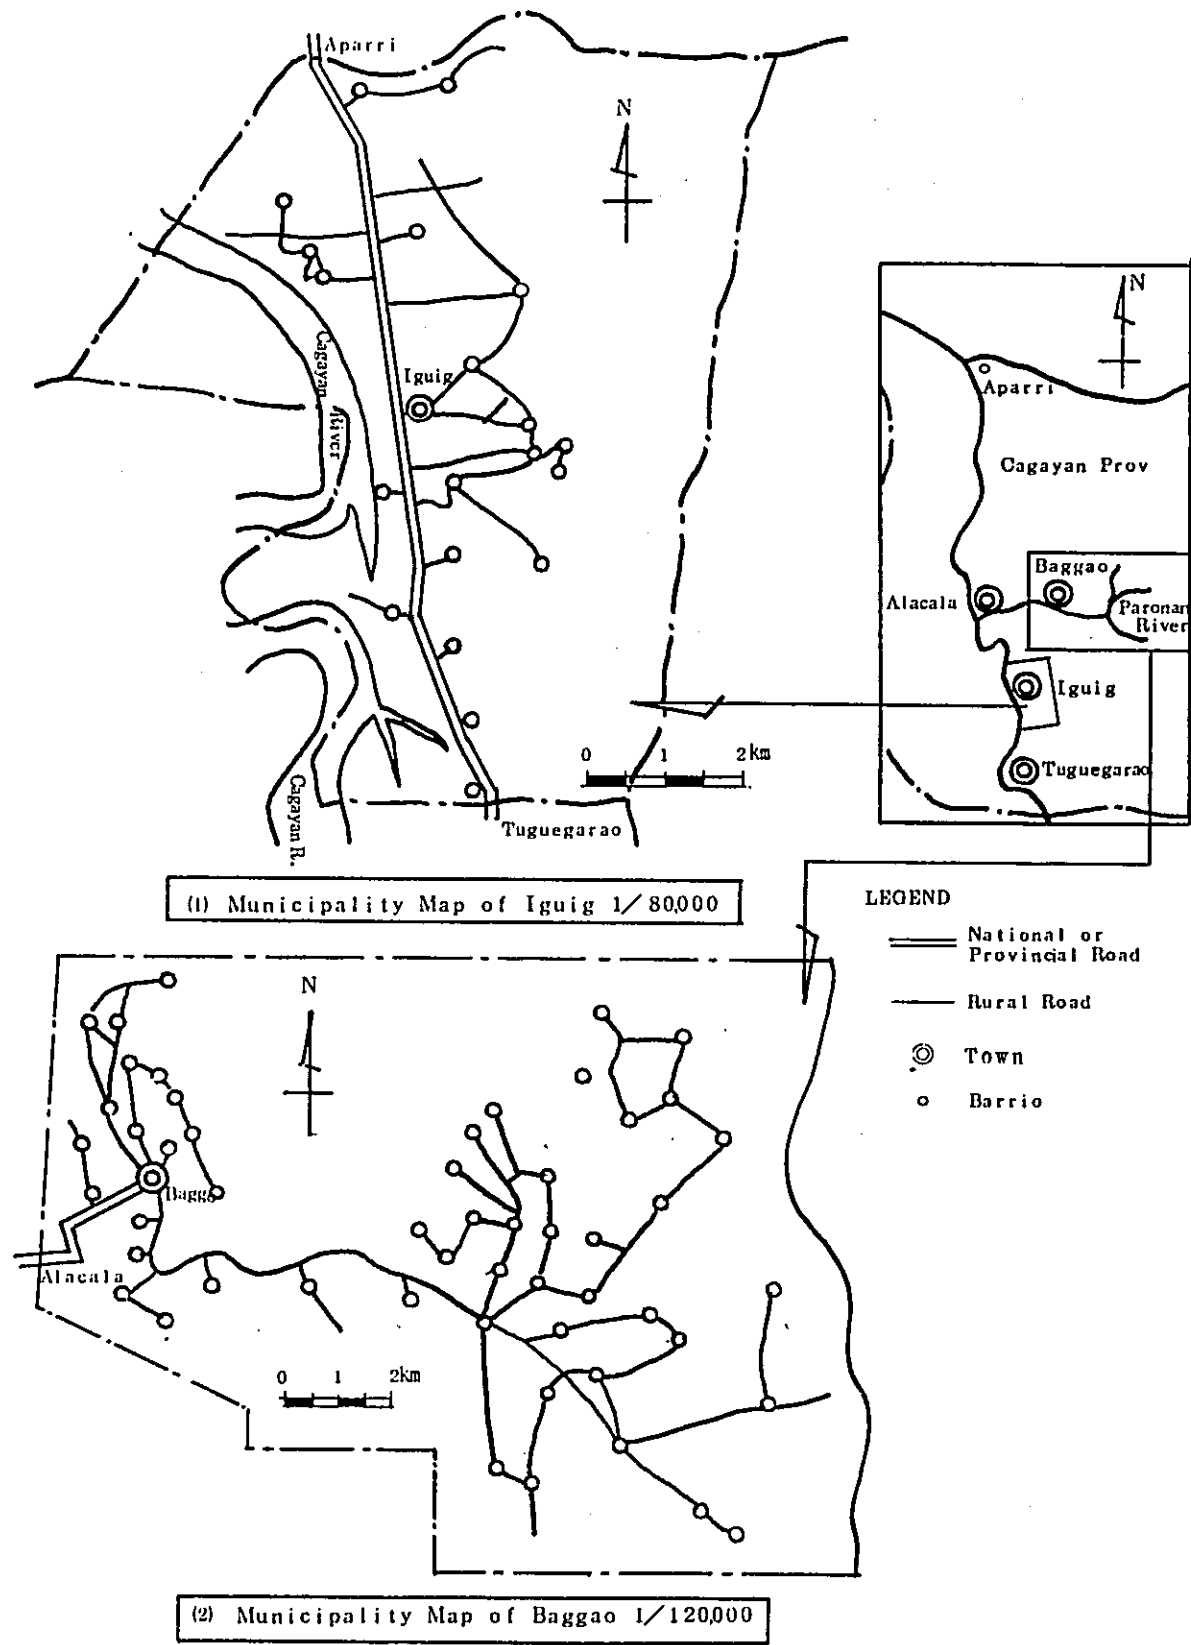 Aparri
N
Cagayan
River
Iguig
0 1 2km
Cagayan R.
Tuguegarao
(1) Municipality Map of Iguig 1/80,000
N
Aparri
Cagayan Prov
Baggao
Alacala
Paronan
River
Iguig
Tuguegarao
LEGEND
National or
Provincial Road
Rural Road
Town
Barrio
N
Baggo
Alacala
0 1 2km
(2) Municipality Map of Baggao 1/120,000